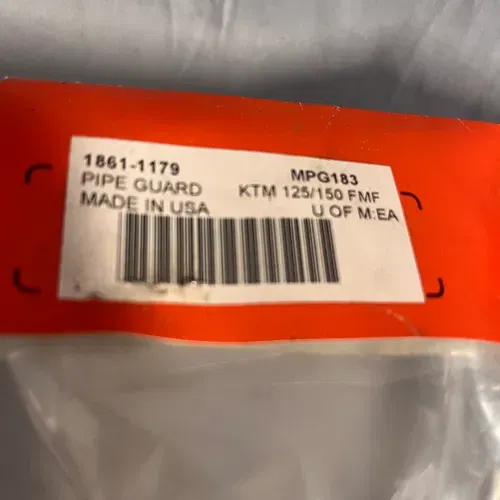 1861-1179 MPG183
PIPE GUARD KTM 125/150 FMF
MADE IN USA U OF M:EA